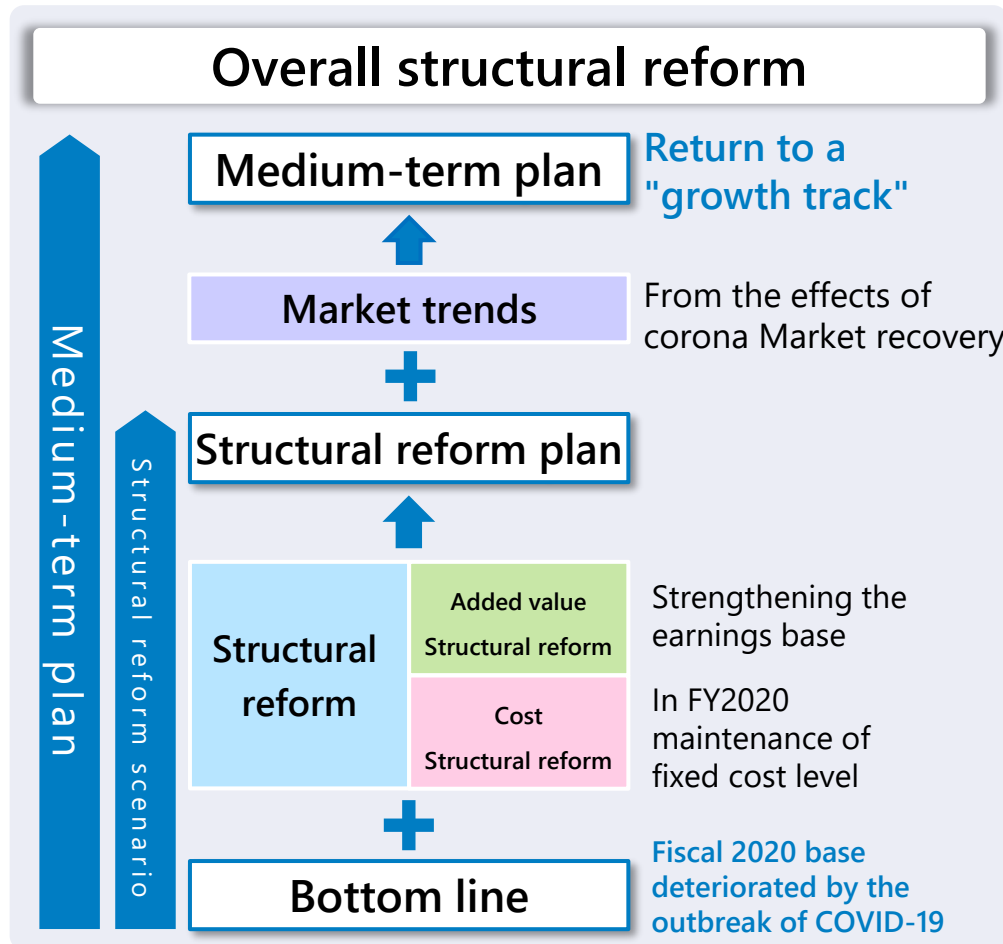 Overall structural reform
Medium-term plan
Return to a
"growth track"
Market trends
From the effects of
corona Market recovery
Structural reform plan
Structural
reform
Added value
Structural reform
Strengthening the
earnings base
Cost
Structural reform
In FY2020
maintenance of
fixed cost level
Bottom line
Fiscal 2020 base
deteriorated by the
outbreak of COVID-19
Medium-term plan
Structural reform scenario